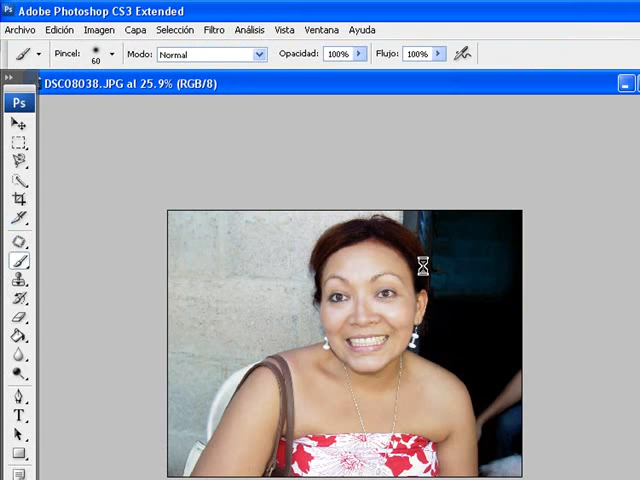 Ps Adobe Photoshop CS3 Extended
Archivo Edición Imagen Capa Selección Filtro Análisis Vista Ventana Ayuda
Pincel: 60 Modo: Normal Opacidad: 100% Flujo: 100%
DSC08038.JPG al 25.9% (RGB/8)
Ps
T